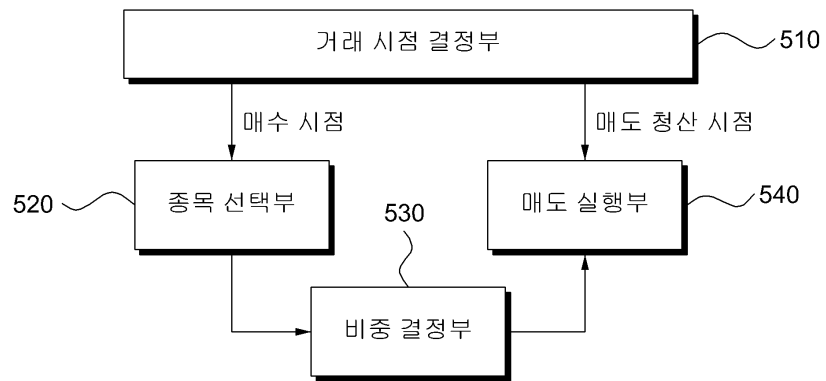 거래 시점 결정부
510
매수 시점
매도 청산 시점
520
종목 선택부
530
매도 실행부
540
비중 결정부